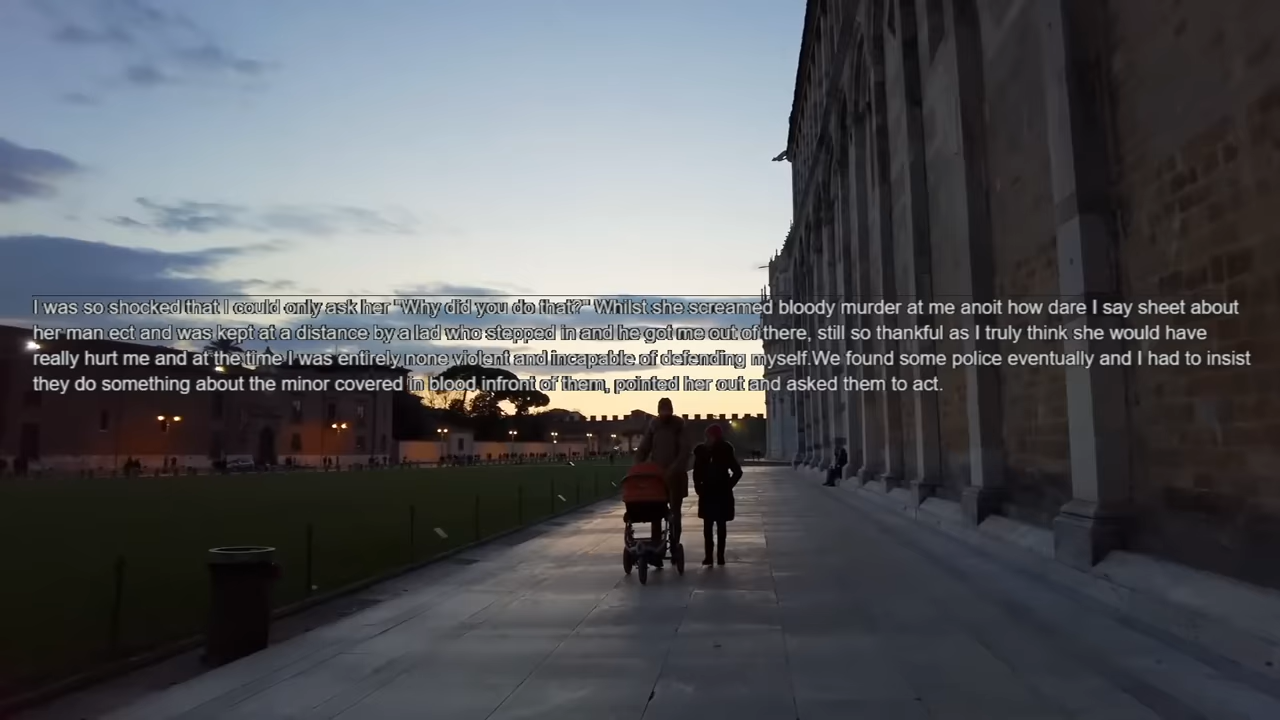 I was so shocked that I could only ask her "Why did you do that?" Whilst she screamed bloody murder at me anoit how dare I say sheet about
her man ect and was kept at a distance by a lad who stepped in and he got me out of there, still so thankful as I truly think she would have
really hurt me and at the time I was entirely none violent and incapable of defending myself.We found some police eventually and I had to insist
they do something about the minor covered in blood infront of them, pointed her out and asked them to act.